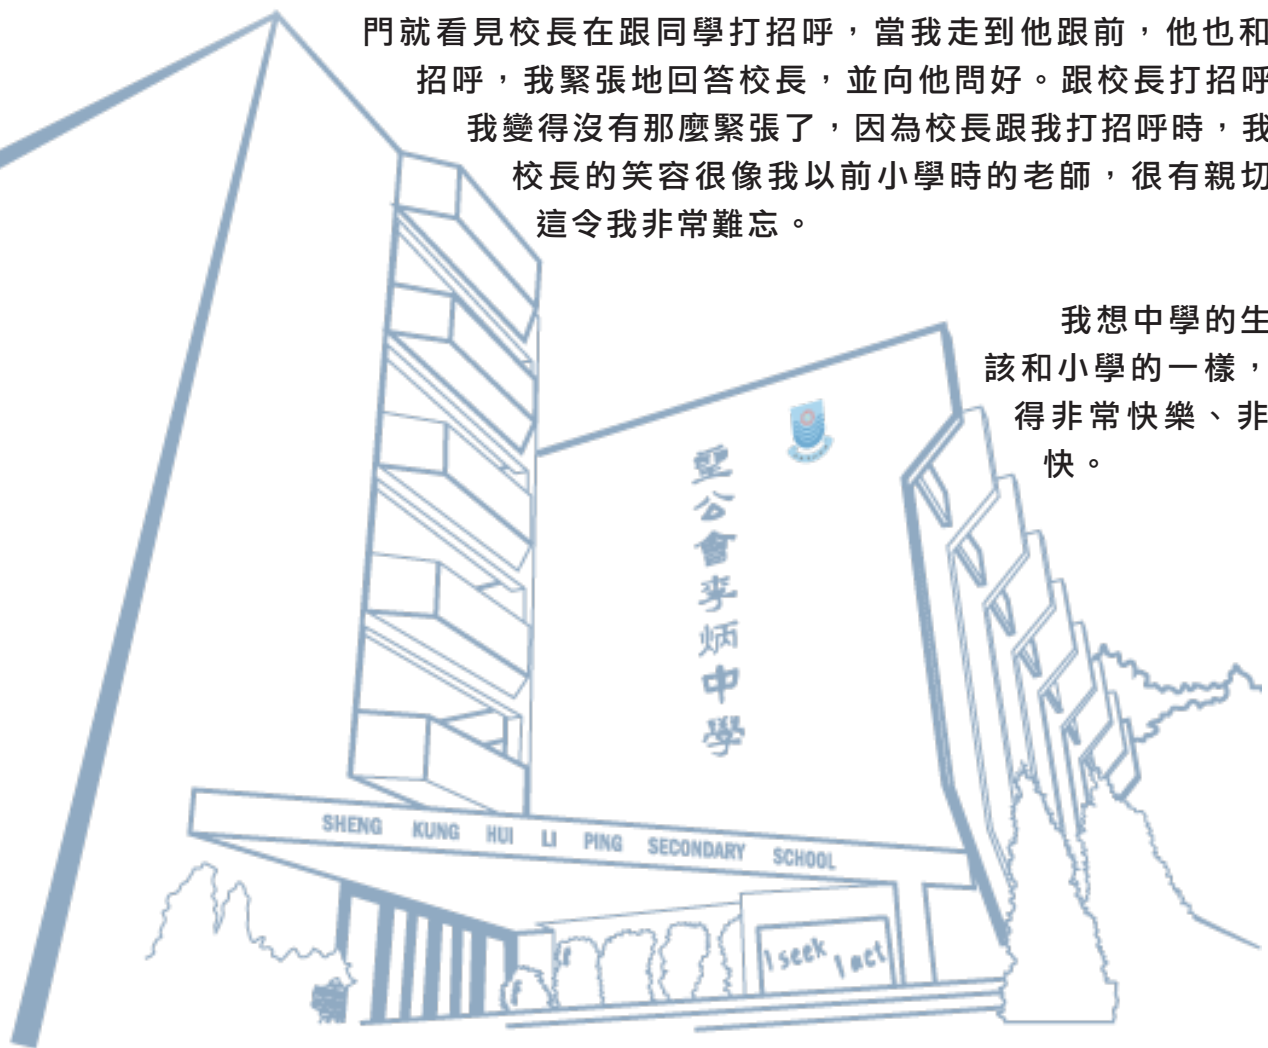 門就看見校長在跟同學打招呼，當我走到他跟前，他也和
招呼，我緊張地回答校長，並向他問好。跟校長打招呼
我變得沒有那麼緊張了，因為校長跟我打招呼時，我
校長的笑容很像我以前小學時的老師，很有親切
這令我非常難忘。
我想中學的生
該和小學的一樣，
得非常快樂、非
快。
聖公會李炳中學
SHENG KUNG HUI LI PING SECONDARY SCHOOL
I seek
I act